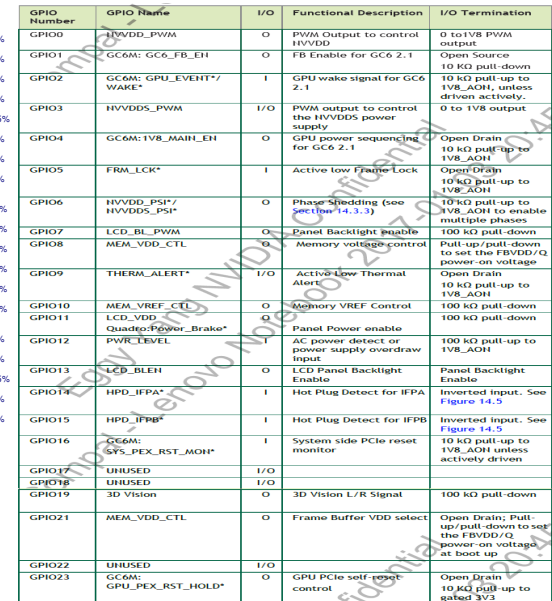 GPIO Number GPIO Name I/O Functional Description I/O Termination
GPIO0 NVVDD_PWM O PWM Output to control NVVDD 0 to1V8 PWM output
GPIO1 GC6M: GC6_FB_EN O FB Enable for GC6 2.1 Open Source 10 KΩ pull-down
GPIO2 GC6M: GPU_EVENT*/ WAKE* I GPU wake signal for GC6 2.1 10 kΩ pull-up to 1V8_AON, unless driven actively.
GPIO3 NVVDDS_PWM I/O PWM output to control the NVVDDS power supply 0 to 1V8 output
GPIO4 GC6M:1V8_MAIN_EN O GPU power sequencing for GC6 2.1 Open Drain 10 kΩ pull-up to 1V8_AON
GPIO5 FRM_LCK* I Active low Frame Lock Open Drain 10 kΩ pull-up to 1V8_AON
GPIO6 NVVDD_PSI*/ NVVDDS_PSI* O Phase Shedding (see Section 14.3.3) 10 kΩ pull-up to 1V8_AON to enable multiple phases
GPIO7 LCD_BL_PWM O Panel Backlight enable 100 kΩ pull-down
GPIO8 MEM_VDD_CTL O Memory voltage control Pull-up/pull-down to set the FBVDD/Q power-on voltage
GPIO9 THERM_ALERT* I/O Active Low Thermal Alert Open Drain 10 kΩ pull-up to 1V8_AON
GPIO10 MEM_VREF_CTL O Memory VREF Control 100 kΩ pull-down
GPIO11 LCD_VDD Quadro:Power_Brake* O Panel Power enable 100 kΩ pull-down
GPIO12 PWR_LEVEL I AC power detect or power supply overdraw input 100 kΩ pull-up to 1V8_AON
GPIO13 LCD_BLEN O LCD Panel Backlight Enable Panel Backlight Enable
GPIO14 HPD_IFPA* I Hot Plug Detect for IFPA Inverted input. See Figure 14.5
GPIO15 HPD_IFPB* I Hot Plug Detect for IFPB Inverted input. See Figure 14.5
GPIO16 GC6M: SYS_PEX_RST_MON* I System side PCIe reset monitor 10 kΩ pull-up to 1V8_AON unless actively driven
GPIO17 UNUSED I/O
GPIO18 UNUSED I/O
GPIO19 3D Vision O 3D Vision L/R Signal 100 kΩ pull-down
GPIO21 MEM_VDD_CTL O Frame Buffer VDD select Open Drain; Pull-up/pull-down to set the FBVDD/Q power-on voltage at boot up
GPIO22 UNUSED I/O
GPIO23 GC6M: GPU_PEX_RST_HOLD* O GPU PCIe self-reset control Open Drain 10 KΩ pull-up to gated 3V3